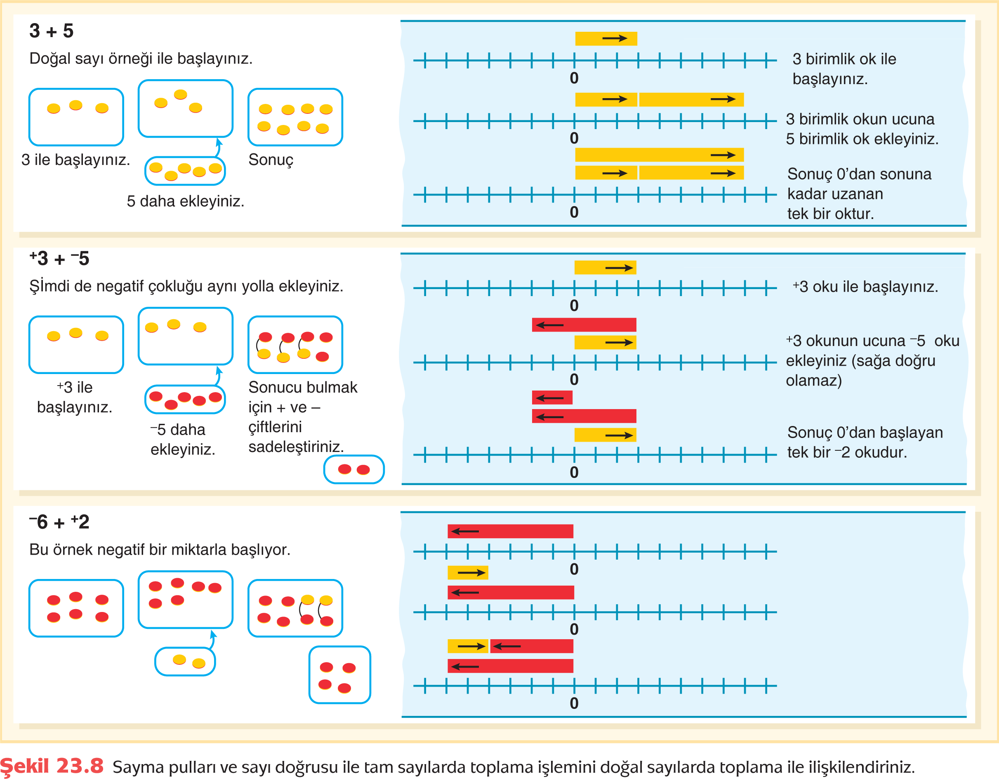 3 + 5
Doğal sayı örneği ile başlayınız.
3 ile başlayınız.
5 daha ekleyiniz.
Sonuç
0
3 birimlik ok ile
başlayınız.
0
3 birimlik okun ucuna
5 birimlik ok ekleyiniz.
0
Sonuç 0’dan sonuna
kadar uzanan
tek bir oktur.
⁺3 + ⁻5
Şİmdi de negatif çokluğu aynı yolla ekleyiniz.
⁺3 ile
başlayınız.
⁻5 daha
ekleyiniz.
Sonucu bulmak
için + ve –
çiftlerini
sadeleştiriniz.
0
⁺3 oku ile başlayınız.
0
⁺3 okunun ucuna ⁻5 oku
ekleyiniz (sağa doğru
olamaz)
0
Sonuç 0’dan başlayan
tek bir ⁻2 okudur.
⁻6 + ⁺2
Bu örnek negatif bir miktarla başlıyor.
0
0
0
Şekil 23.8 Sayma pulları ve sayı doğrusu ile tam sayılarda toplama işlemini doğal sayılarda toplama ile ilişkilendiriniz.